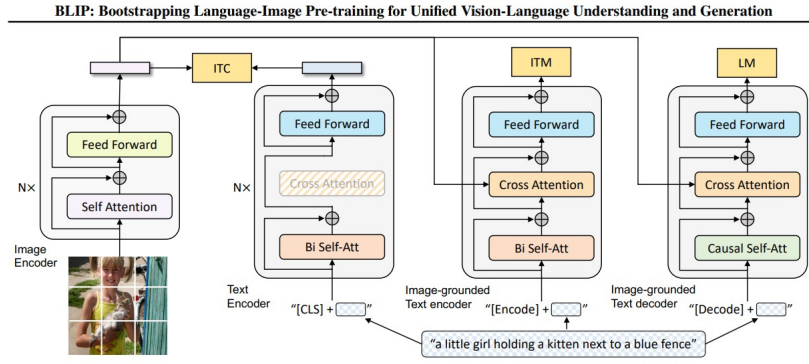 BLIP: Bootstrapping Language-Image Pre-training for Unified Vision-Language Understanding and Generation
ITC
ITM
LM
N×
Feed Forward
Self Attention
Image
Encoder
N×
Feed Forward
Cross Attention
Bi Self-Att
Text
Encoder
"[CLS] + "
Feed Forward
Cross Attention
Bi Self-Att
Image-grounded
Text encoder
"[Encode] + "
Feed Forward
Cross Attention
Causal Self-Att
Image-grounded
Text decoder
"[Decode] + "
"a little girl holding a kitten next to a blue fence"